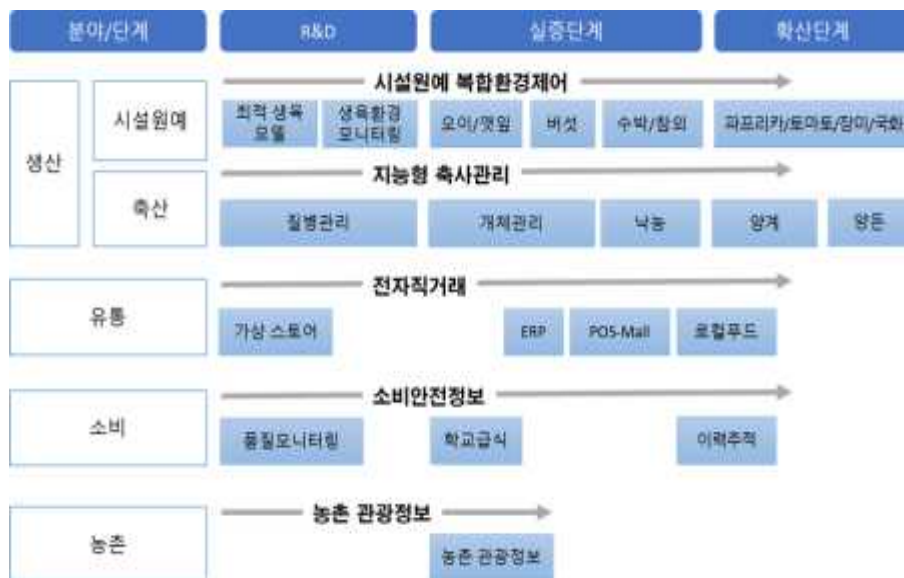 분야/단계
R&D
실증단계
확산단계
시설원예 복합환경제어
생산
시설원예
최적 생육
모델
생육환경
모니터링
오이/깻잎
버섯
수박/참외
파프리카/토마토/장미/국화
지능형 축사관리
축산
질병관리
개체관리
낙농
양계
양돈
전자직거래
유통
가상 스토어
ERP
POS-Mall
로컬푸드
소비안전정보
소비
품질모니터링
학교급식
이력추적
농촌 관광정보
농촌
농촌 관광정보